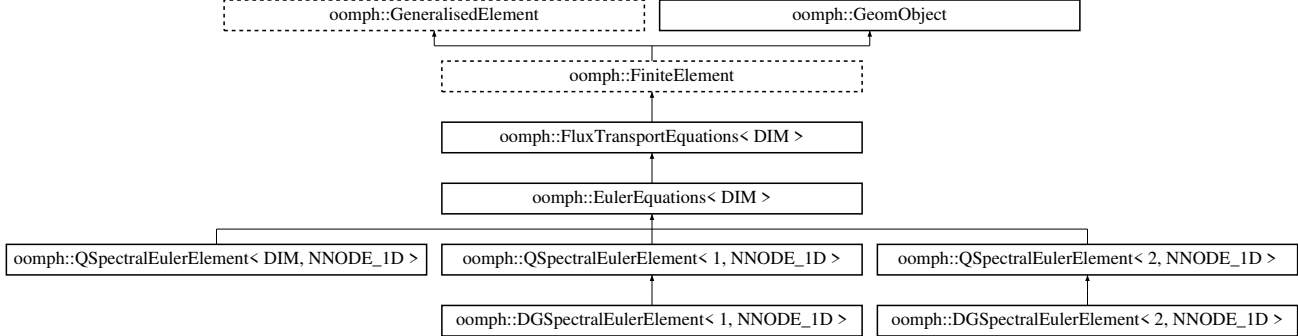 oomph::GeneralisedElement
oomph::GeomObject
oomph::FiniteElement
oomph::FluxTransportEquations< DIM >
oomph::EulerEquations< DIM >
oomph::QSpectralEulerElement< DIM, NNODE_1D >
oomph::QSpectralEulerElement< 1, NNODE_1D >
oomph::QSpectralEulerElement< 2, NNODE_1D >
oomph::DGSpectralEulerElement< 1, NNODE_1D >
oomph::DGSpectralEulerElement< 2, NNODE_1D >